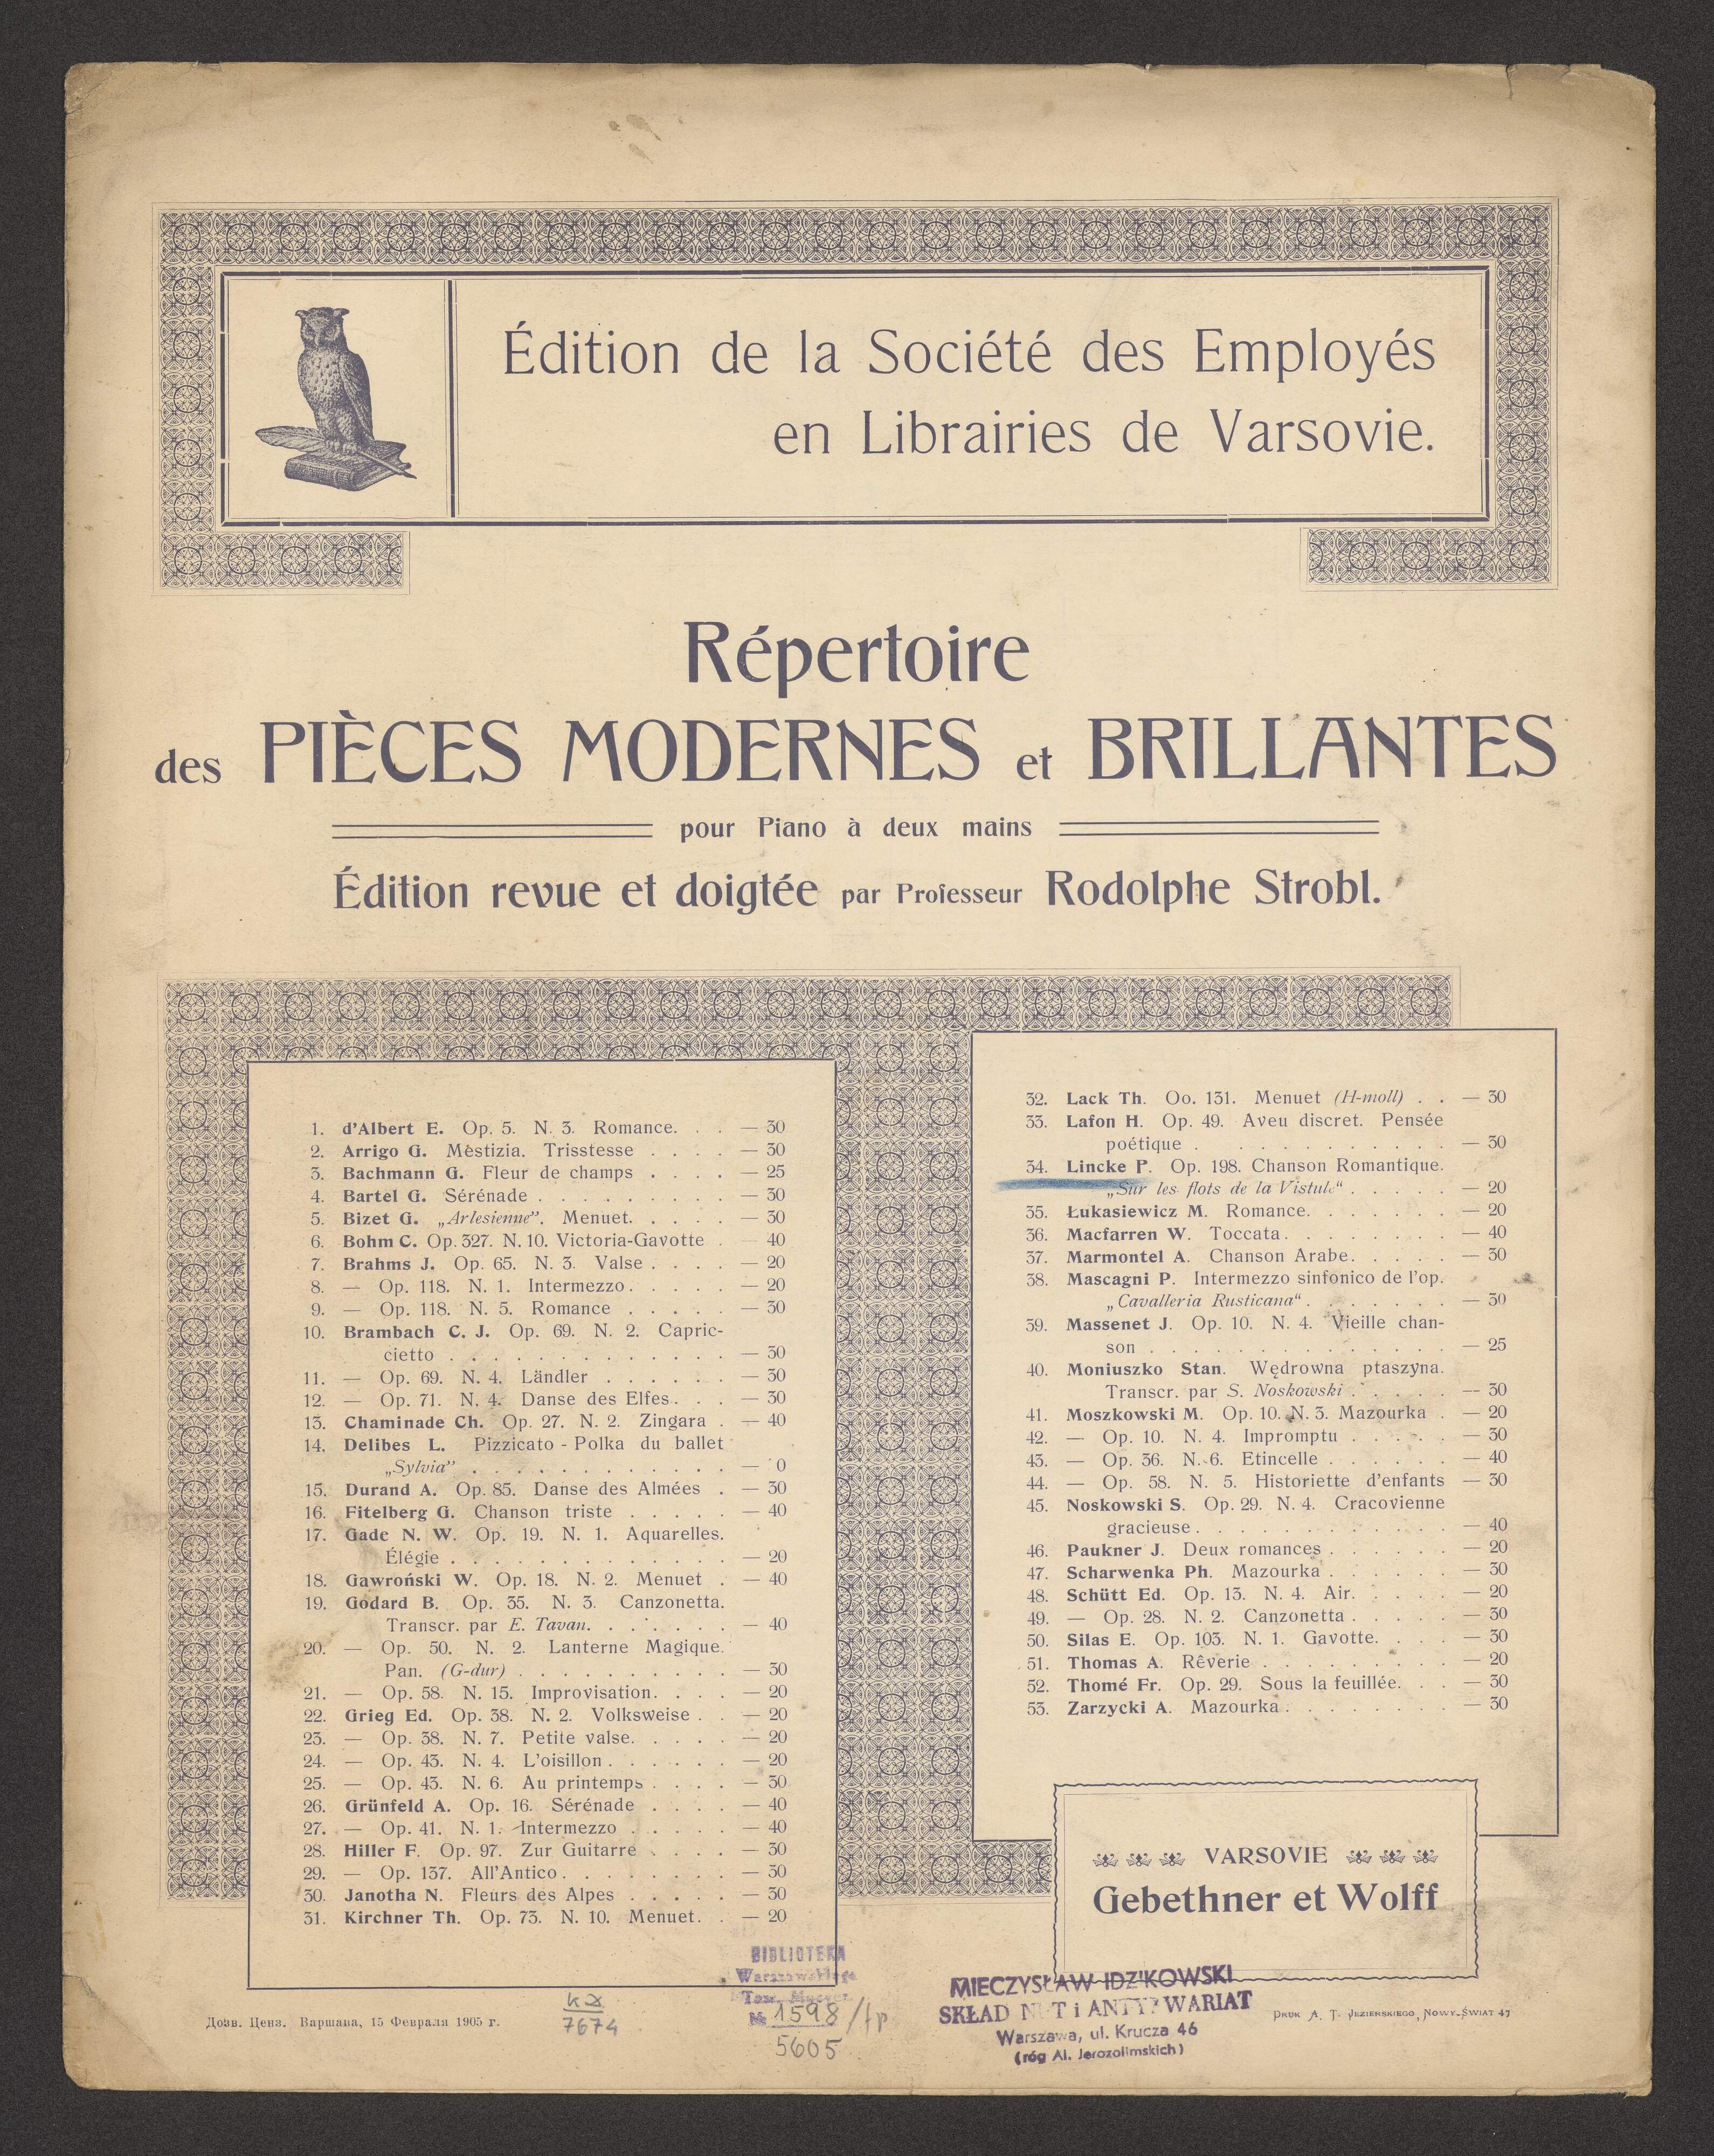 Édition de la Société des Employés
en Librairies de Varsovie.
Répertoire
des PIÈCES MODERNES et BRILLANTES
pour Piano à deux mains
Édition revue et doigtée par Professeur Rodolphe Strobl.
1. d'Albert E. Op. 5. N. 3. Romance. . . — 30
2. Arrigo G. Mèstizia. Trisstesse . . . . — 30
3. Bachmann G. Fleur de champs . . . . — 25
4. Bartel G. Sérénade . . . . . . . . . — 30
5. Bizet G. „Arlesienne”. Menuet. . . . . — 30
6. Bohm C. Op. 327. N. 10. Victoria-Gavotte . — 40
7. Brahms J. Op. 65. N. 3. Valse . . . . — 20
8. — Op. 118. N. 1. Intermezzo . . . . . — 20
9. — Op. 118. N. 5. Romance . . . . . — 30
10. Brambach C. J. Op. 69. N. 2. Capric-
cietto . . . . . . . . . . . . . — 30
11. — Op. 69. N. 4. Ländler . . . . . . — 30
12. — Op. 71. N. 4. Danse des Elfes . . . — 30
13. Chaminade Ch. Op. 27. N. 2. Zingara . — 40
14. Delibes L. Pizzicato - Polka du ballet
„Sylvia” . . . . . . . . . . . . — 0
15. Durand A. Op. 85. Danse des Almées . — 30
16. Fitelberg G. Chanson triste . . . . . — 40
17. Gade N. W. Op. 19. N. 1. Aquarelles.
Élégie . . . . . . . . . . . . . — 20
18. Gawroński W. Op. 18. N. 2. Menuet . — 40
19. Godard B. Op. 35. N. 3. Canzonetta.
Transcr. par E. Tavan. . . . . . . — 40
20. — Op. 50. N. 2. Lanterne Magique.
Pan. (G-dur) . . . . . . . . . . — 30
21. — Op. 58. N. 15. Improvisation. . . . — 20
22. Grieg Ed. Op. 38. N. 2. Volksweise . . — 20
23. — Op. 38. N. 7. Petite valse. . . . . — 20
24. — Op. 43. N. 4. L'oisillon . . . . . . — 20
25. — Op. 43. N. 6. Au printemps . . . . — 30
26. Grünfeld A. Op. 16. Sérénade . . . . — 40
27. — Op. 41. N. 1. Intermezzo . . . . . — 40
28. Hiller F. Op. 97. Zur Guitarre . . . . — 30
29. — Op. 137. All'Antico . . . . . . . — 30
30. Janotha N. Fleurs des Alpes . . . . . — 30
31. Kirchner Th. Op. 73. N. 10. Menuet. . — 20
32. Lack Th. Oo. 131. Menuet (H-moll) . . — 30
33. Lafon H. Op. 49. Aveu discret. Pensée
poétique . . . . . . . . . . . — 30
34. Lincke P. Op. 198. Chanson Romantique.
„Sur les flots de la Vistule“ . . . . . — 20
35. Łukasiewicz M. Romance. . . . . . . — 20
36. Macfarren W. Toccata . . . . . . . . — 40
37. Marmontel A. Chanson Arabe. . . . . — 30
38. Mascagni P. Intermezzo sinfonico de l'op.
„Cavalleria Rusticana“ . . . . . . . — 30
39. Massenet J. Op. 10. N. 4. Vieille chan-
son . . . . . . . . . . . . . . — 25
40. Moniuszko Stan. Wędrowna ptaszyna.
Transcr. par S. Noskowski . . . . . — 30
41. Moszkowski M. Op. 10. N. 3. Mazourka . — 20
42. — Op. 10. N. 4. Impromptu . . . . . — 30
43. — Op. 36. N. 6. Etincelle . . . . . . — 40
44. — Op. 58. N. 5. Historiette d'enfants — 30
45. Noskowski S. Op. 29. N. 4. Cracovienne
gracieuse . . . . . . . . . . . . — 40
46. Paukner J. Deux romances . . . . . . — 20
47. Scharwenka Ph. Mazourka . . . . . . — 30
48. Schütt Ed. Op. 13. N. 4. Air. . . . . — 20
49. — Op. 28. N. 2. Canzonetta . . . . . — 30
50. Silas E. Op. 103. N. 1. Gavotte. . . . — 30
51. Thomas A. Rêverie . . . . . . . . . — 20
52. Thomé Fr. Op. 29. Sous la feuillée. . . — 30
53. Zarzycki A. Mazourka . . . . . . . . — 30
VARSOVIE
Gebethner et Wolff
BIBLIOTEKA
Warszawskiego
Tow. Muzycz.
№ 1598/fp
5605
7674
MIECZYSŁAW IDZIKOWSKI
SKŁAD NUT i ANTYKWARIAT
Warszawa, ul. Krucza 46
(róg Al. Jerozolimskich)
Дозв. Ценз. Варшава, 15 Февраля 1905 г.
DRUK A. T. JEZIERSKIEGO, NOWY-ŚWIAT 47